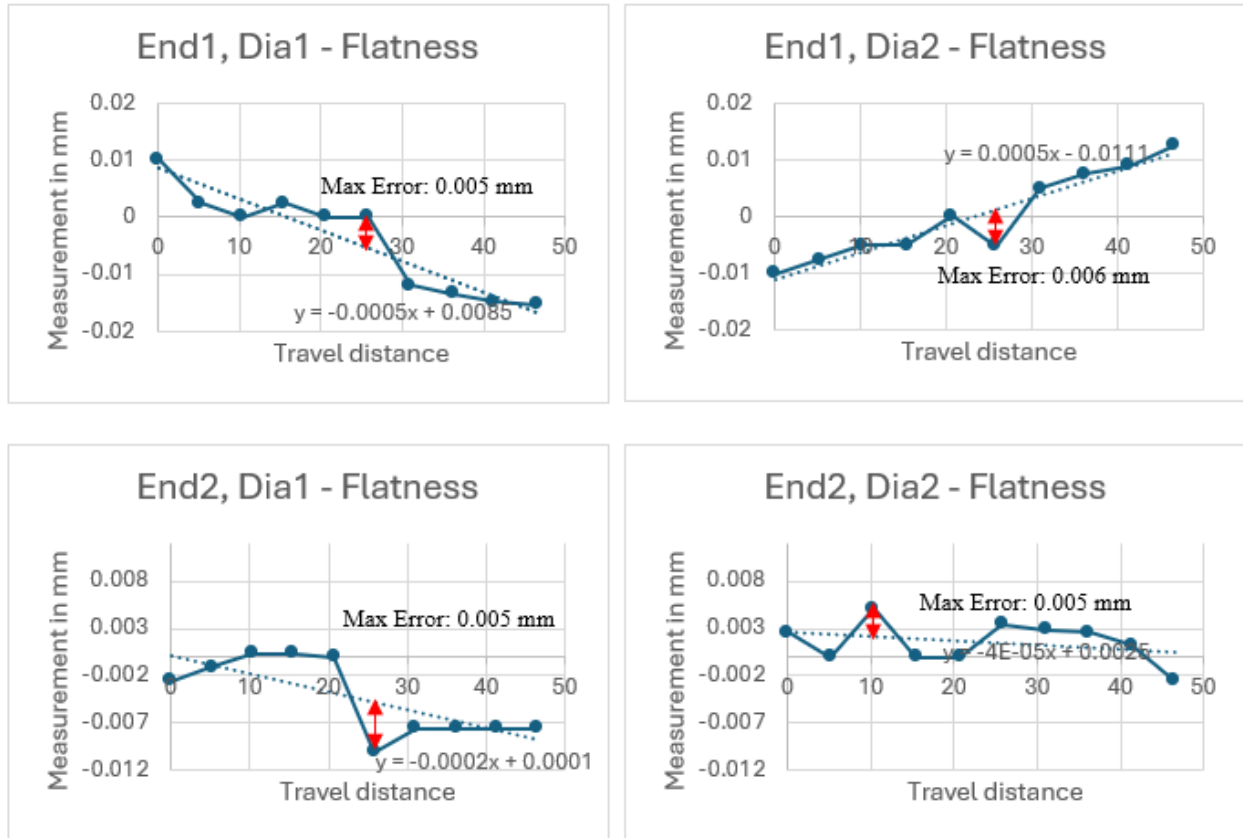 End1, Dia1 - Flatness
Measurement in mm
0.02
0.01
0
-0.01
-0.02
0 10 20 30 40 50
Max Error: 0.005 mm
y = -0.0005x + 0.0085
Travel distance
End1, Dia2 - Flatness
Measurement in mm
0.02
0.01
0
-0.01
-0.02
0 10 20 30 40 50
y = 0.0005x - 0.0111
Max Error: 0.006 mm
Travel distance
End2, Dia1 - Flatness
Measurement in mm
0.008
0.003
-0.002
-0.007
-0.012
0 10 20 30 40 50
Max Error: 0.005 mm
y = -0.0002x + 0.0001
Travel distance
End2, Dia2 - Flatness
Measurement in mm
0.008
0.003
-0.002
-0.007
-0.012
0 10 20 30 40 50
Max Error: 0.005 mm
y = -4E-05x + 0.0025
Travel distance